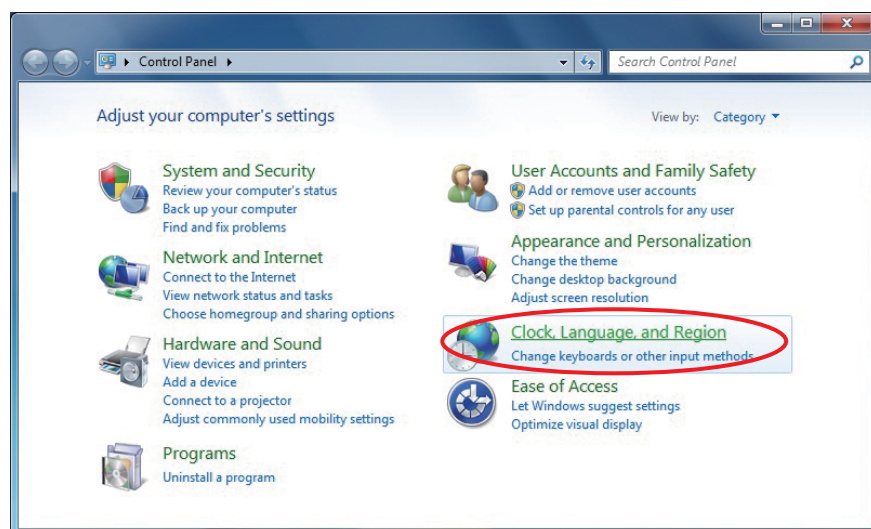 Control Panel
Search Control Panel
Adjust your computer's settings
View by: Category
System and Security
Review your computer's status
Back up your computer
Find and fix problems
Network and Internet
Connect to the Internet
View network status and tasks
Choose homegroup and sharing options
Hardware and Sound
View devices and printers
Add a device
Connect to a projector
Adjust commonly used mobility settings
Programs
Uninstall a program
User Accounts and Family Safety
Add or remove user accounts
Set up parental controls for any user
Appearance and Personalization
Change the theme
Change desktop background
Adjust screen resolution
Clock, Language, and Region
Change keyboards or other input methods
Ease of Access
Let Windows suggest settings
Optimize visual display